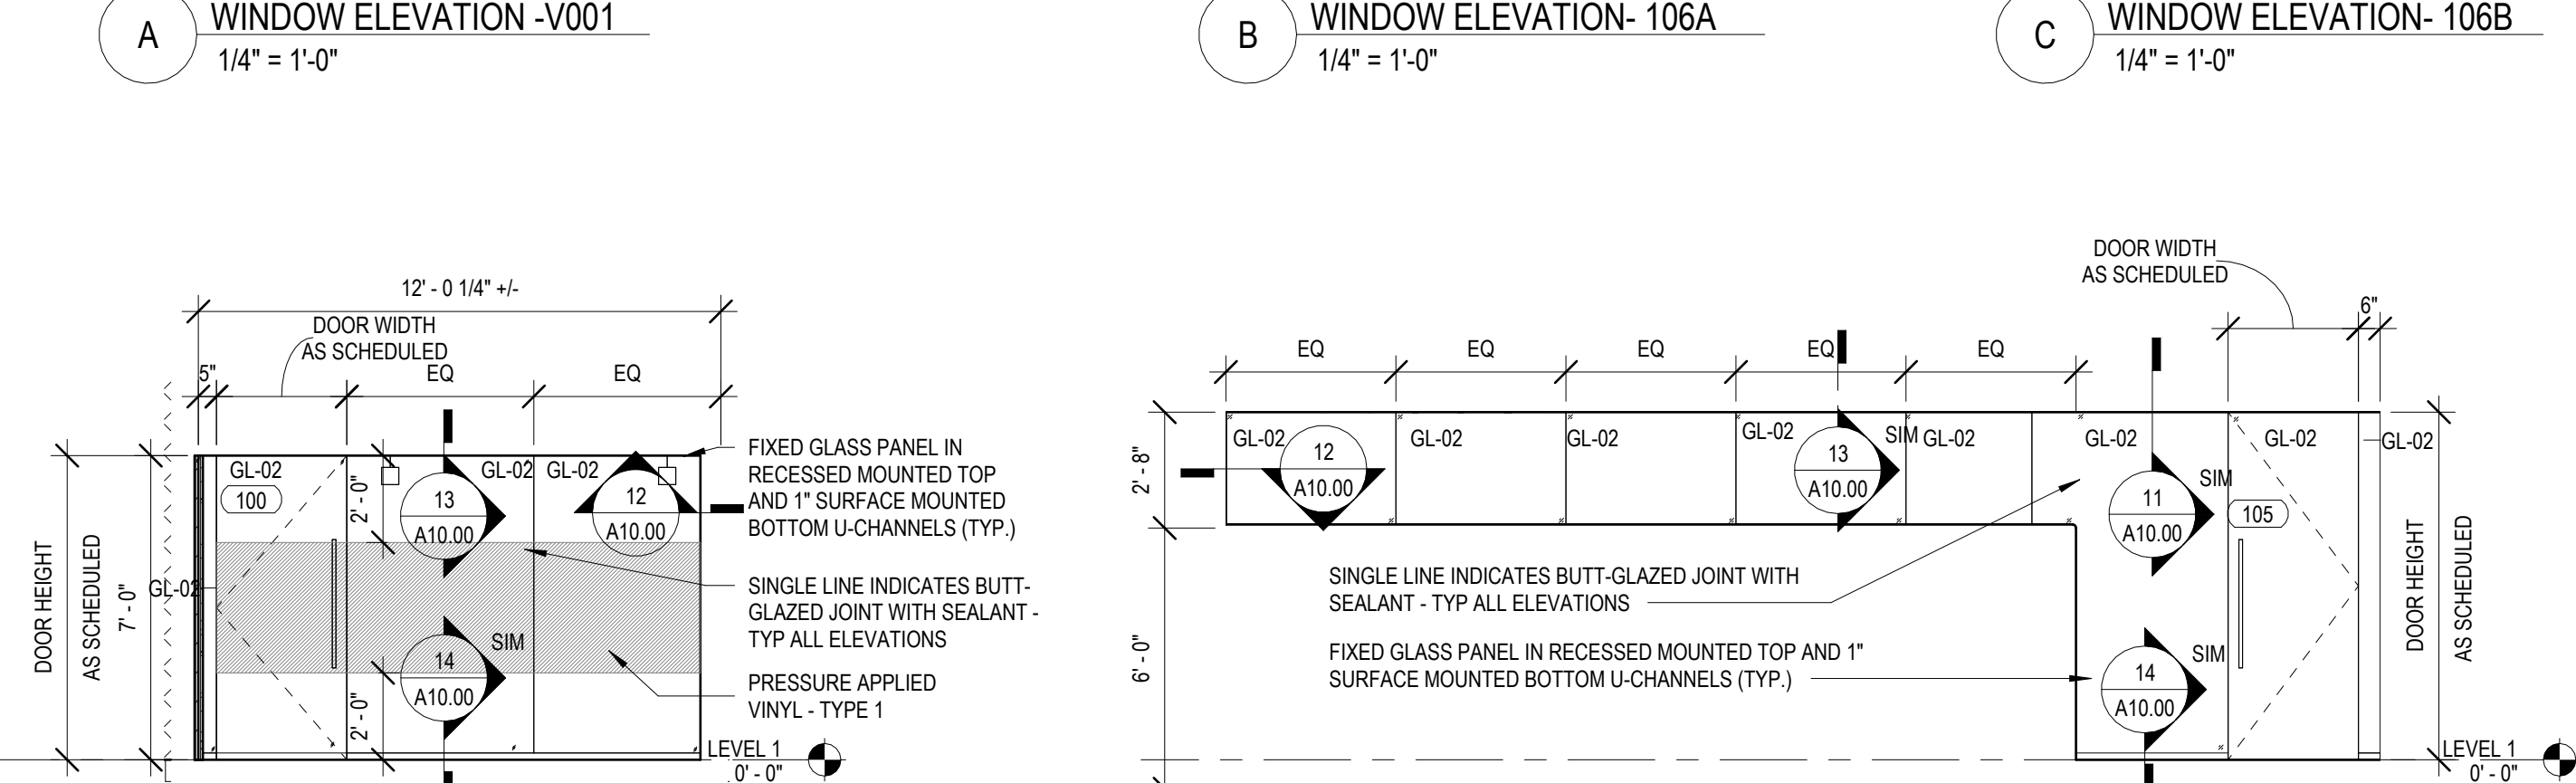 A
WINDOW ELEVATION -V001
1/4" = 1'-0"
B
WINDOW ELEVATION- 106A
1/4" = 1'-0"
C
WINDOW ELEVATION- 106B
1/4" = 1'-0"
12' - 0 1/4" +/-
DOOR WIDTH
AS SCHEDULED
5"
EQ
EQ
GL-02
100
2' - 0"
13
A10.00
GL-02
GL-02
12
A10.00
FIXED GLASS PANEL IN
RECESSED MOUNTED TOP
AND 1" SURFACE MOUNTED
BOTTOM U-CHANNELS (TYP.)
DOOR HEIGHT
AS SCHEDULED
7' - 0"
GL-02
SINGLE LINE INDICATES BUTT-
GLAZED JOINT WITH SEALANT -
TYP ALL ELEVATIONS
14
A10.00
SIM
2' - 0"
PRESSURE APPLIED
VINYL - TYPE 1
LEVEL 1
0' - 0"
DOOR WIDTH
AS SCHEDULED
6"
EQ
EQ
EQ
EQ
EQ
2' - 8"
GL-02
12
A10.00
GL-02
GL-02
GL-02
13
A10.00
SIM
GL-02
GL-02
GL-02
GL-02
11
A10.00
SIM
105
SINGLE LINE INDICATES BUTT-GLAZED JOINT WITH
SEALANT - TYP ALL ELEVATIONS
6' - 0"
FIXED GLASS PANEL IN RECESSED MOUNTED TOP AND 1"
SURFACE MOUNTED BOTTOM U-CHANNELS (TYP.)
14
A10.00
SIM
DOOR HEIGHT
AS SCHEDULED
LEVEL 1
0' - 0"